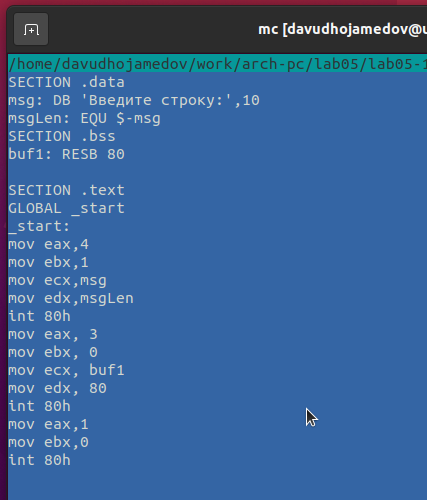 mc [davudhojamedov@u
/home/davudhojamedov/work/arch-pc/lab05/lab05-1
SECTION .data
msg: DB 'Введите строку:',10
msgLen: EQU $-msg
SECTION .bss
buf1: RESB 80
SECTION .text
GLOBAL _start
_start:
mov eax,4
mov ebx,1
mov ecx,msg
mov edx,msgLen
int 80h
mov eax, 3
mov ebx, 0
mov ecx, buf1
mov edx, 80
int 80h
mov eax,1
mov ebx,0
int 80h